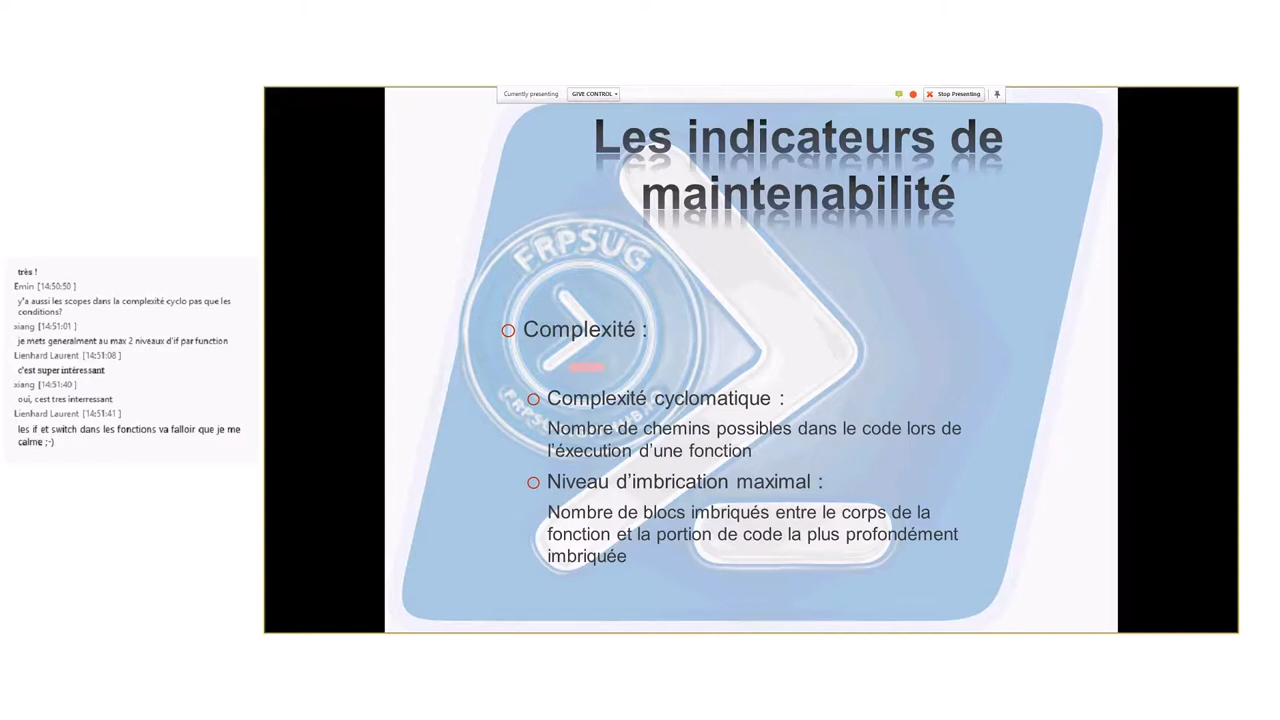 Currently presenting
GIVE CONTROL
Stop Presenting
Les indicateurs de
maintenabilité
FRPSUG
Complexité :
Complexité cyclomatique :
Nombre de chemins possibles dans le code lors de
l'éxecution d'une fonction
Niveau d'imbrication maximal :
Nombre de blocs imbriqués entre le corps de la
fonction et la portion de code la plus profondément
imbriquée
très !
Emin [14:50:50 ]
y'a aussi les scopes dans la complexité cyclo pas que les
conditions?
xiang [14:51:01 ]
je mets generalment au max 2 niveaux d'if par function
Lienhard Laurent [14:51:08 ]
c'est super intéressant
xiang [14:51:40 ]
oui, cest tres interressant
Lienhard Laurent [14:51:41 ]
les if et switch dans les fonctions va falloir que je me
calme ;-)